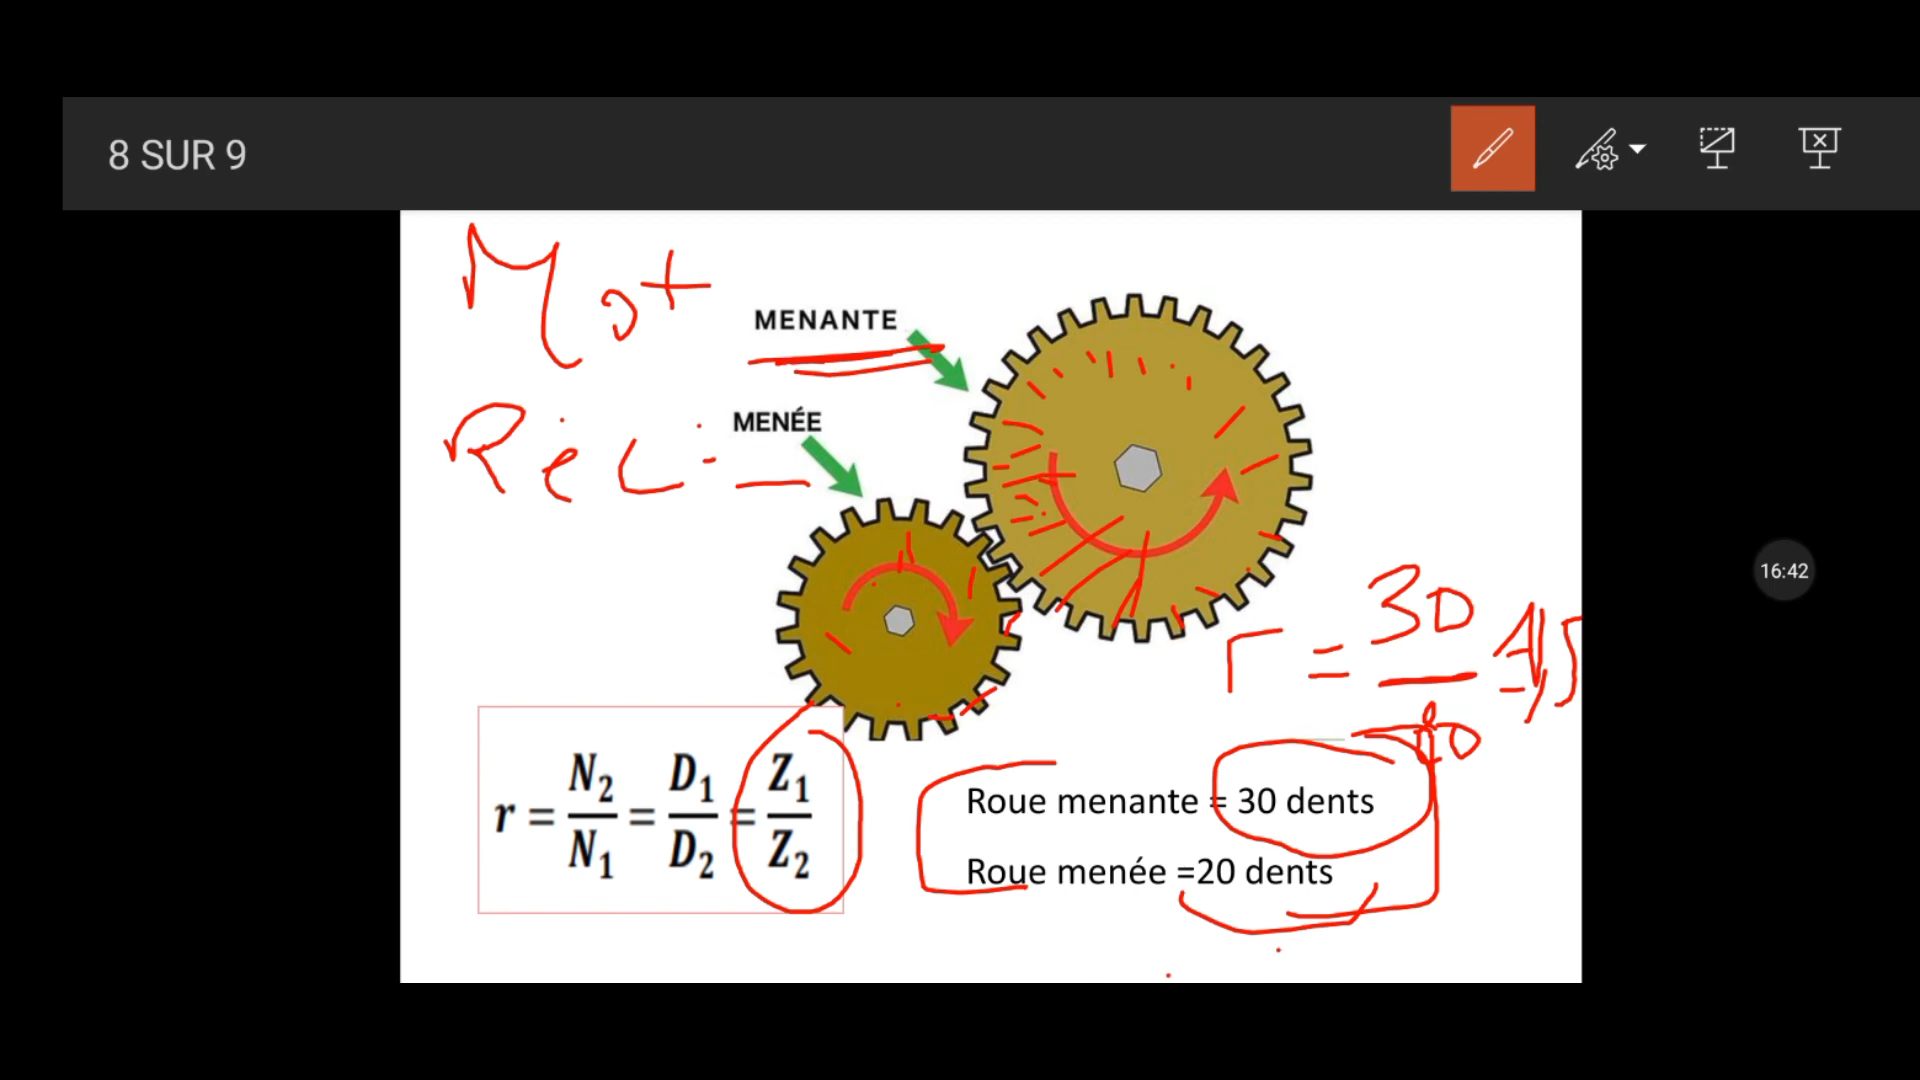 8 SUR 9
Mot
MENANTE
Réc :
MENÉE
16:42
r = 30 / 20 = 1,5
r = N2/N1 = D1/D2 = Z1/Z2
Roue menante = 30 dents
Roue menée =20 dents